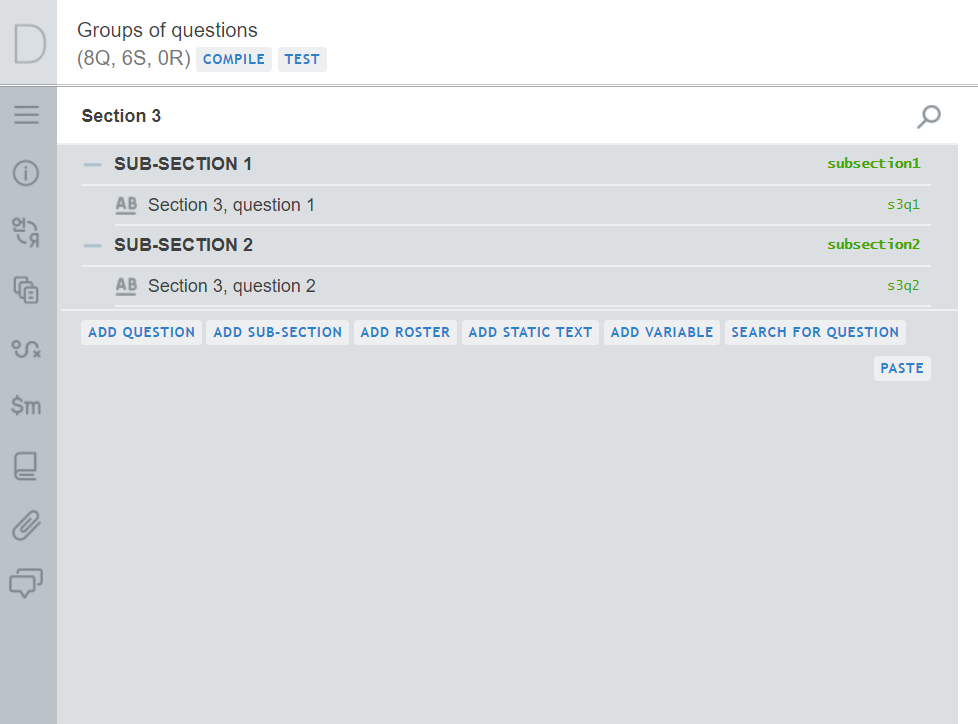 D
Groups of questions
(8Q, 6S, 0R) COMPILE TEST
Section 3
SUB-SECTION 1 subsection1
AB Section 3, question 1 s3q1
SUB-SECTION 2 subsection2
AB Section 3, question 2 s3q2
ADD QUESTION ADD SUB-SECTION ADD ROSTER ADD STATIC TEXT ADD VARIABLE SEARCH FOR QUESTION
PASTE
언 Я
x
$m